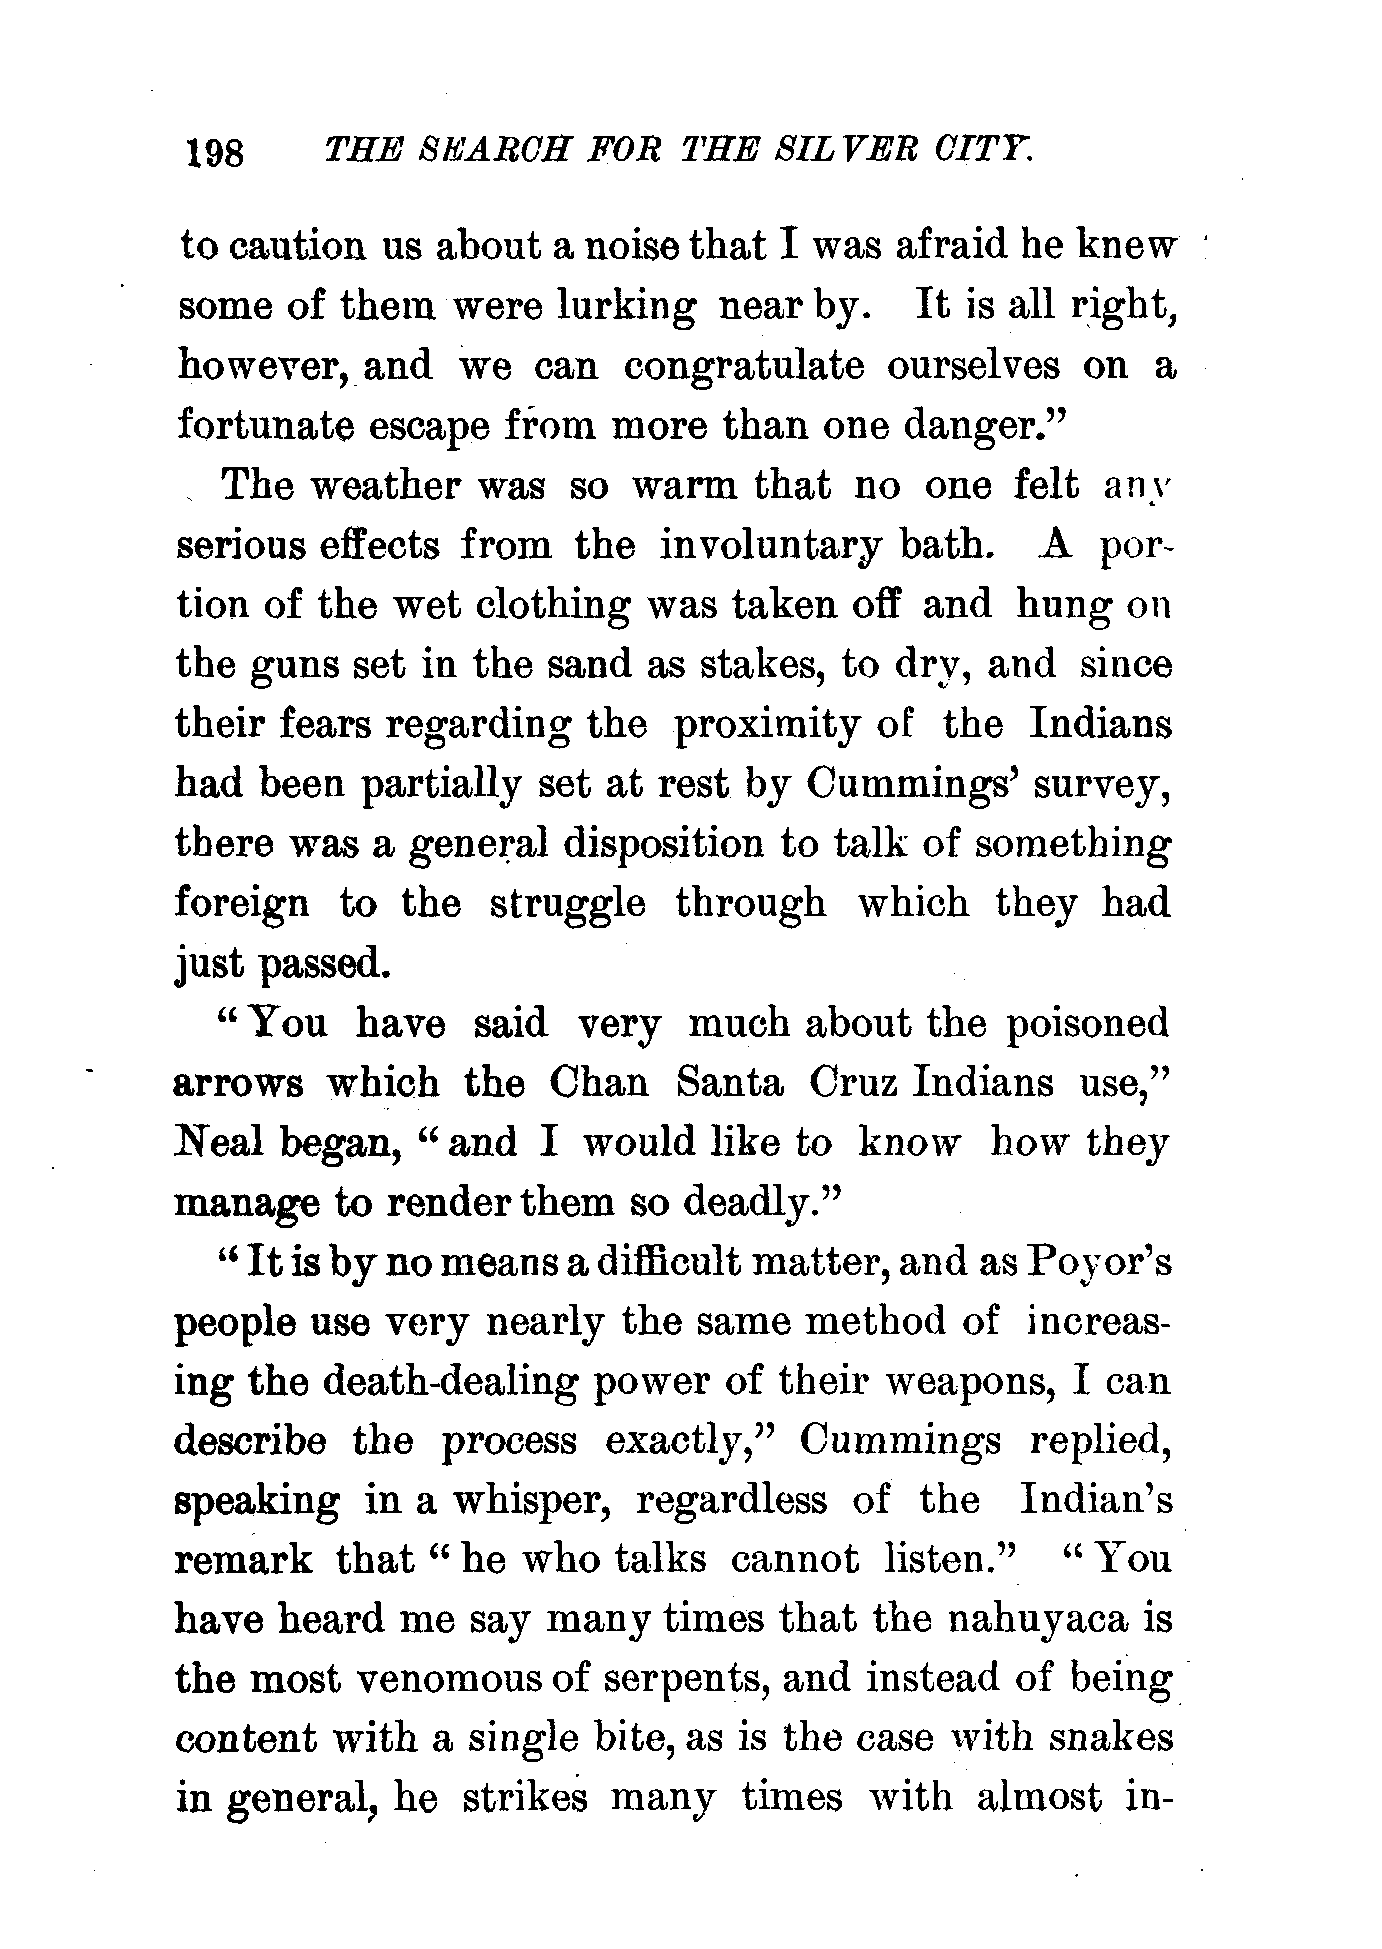 198 THE SEARCH FOR THE SILVER CITY.
to caution us about a noise that I was afraid he knew
some of them were lurking near by. It is all right,
however, and we can congratulate ourselves on a
fortunate escape from more than one danger.”
The weather was so warm that no one felt any
serious effects from the involuntary bath. A por-
tion of the wet clothing was taken off and hung on
the guns set in the sand as stakes, to dry, and since
their fears regarding the proximity of the Indians
had been partially set at rest by Cummings’ survey,
there was a general disposition to talk of something
foreign to the struggle through which they had
just passed.
“You have said very much about the poisoned
arrows which the Chan Santa Cruz Indians use,”
Neal began, “and I would like to know how they
manage to render them so deadly.”
“It is by no means a difficult matter, and as Poyor’s
people use very nearly the same method of increas-
ing the death-dealing power of their weapons, I can
describe the process exactly,” Cummings replied,
speaking in a whisper, regardless of the Indian’s
remark that “he who talks cannot listen.” “You
have heard me say many times that the nahuyaca is
the most venomous of serpents, and instead of being
content with a single bite, as is the case with snakes
in general, he strikes many times with almost in-